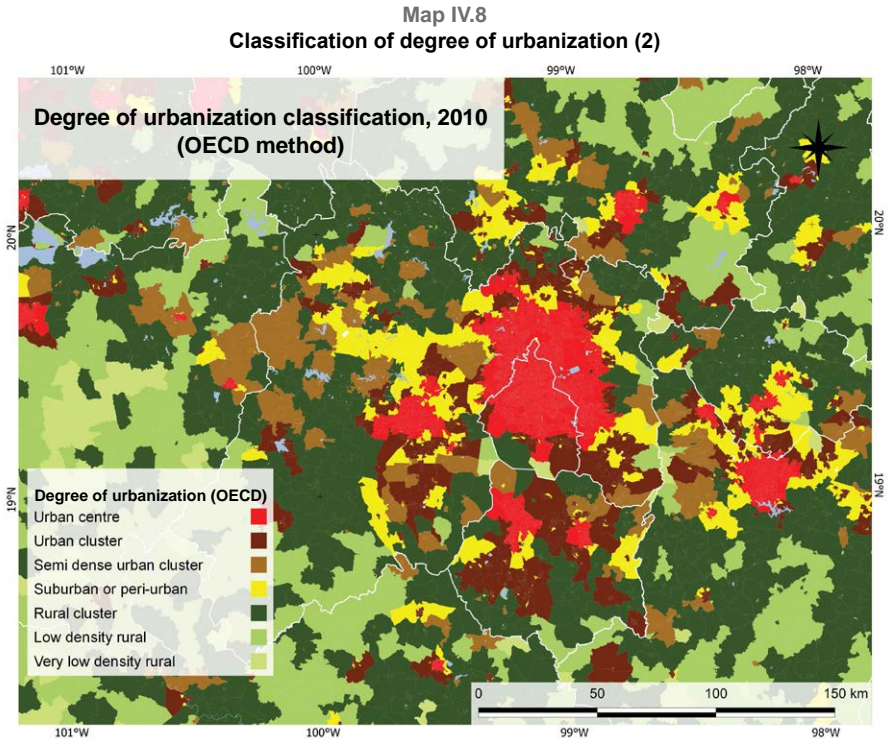 Map IV.8
Classification of degree of urbanization (2)
101°W 100°W 99°W 98°W
Degree of urbanization classification, 2010
(OECD method)
20°N 20°N
19°N 19°N
Degree of urbanization (OECD)
Urban centre
Urban cluster
Semi dense urban cluster
Suburban or peri-urban
Rural cluster
Low density rural
Very low density rural
0 50 100 150 km
101°W 100°W 99°W 98°W